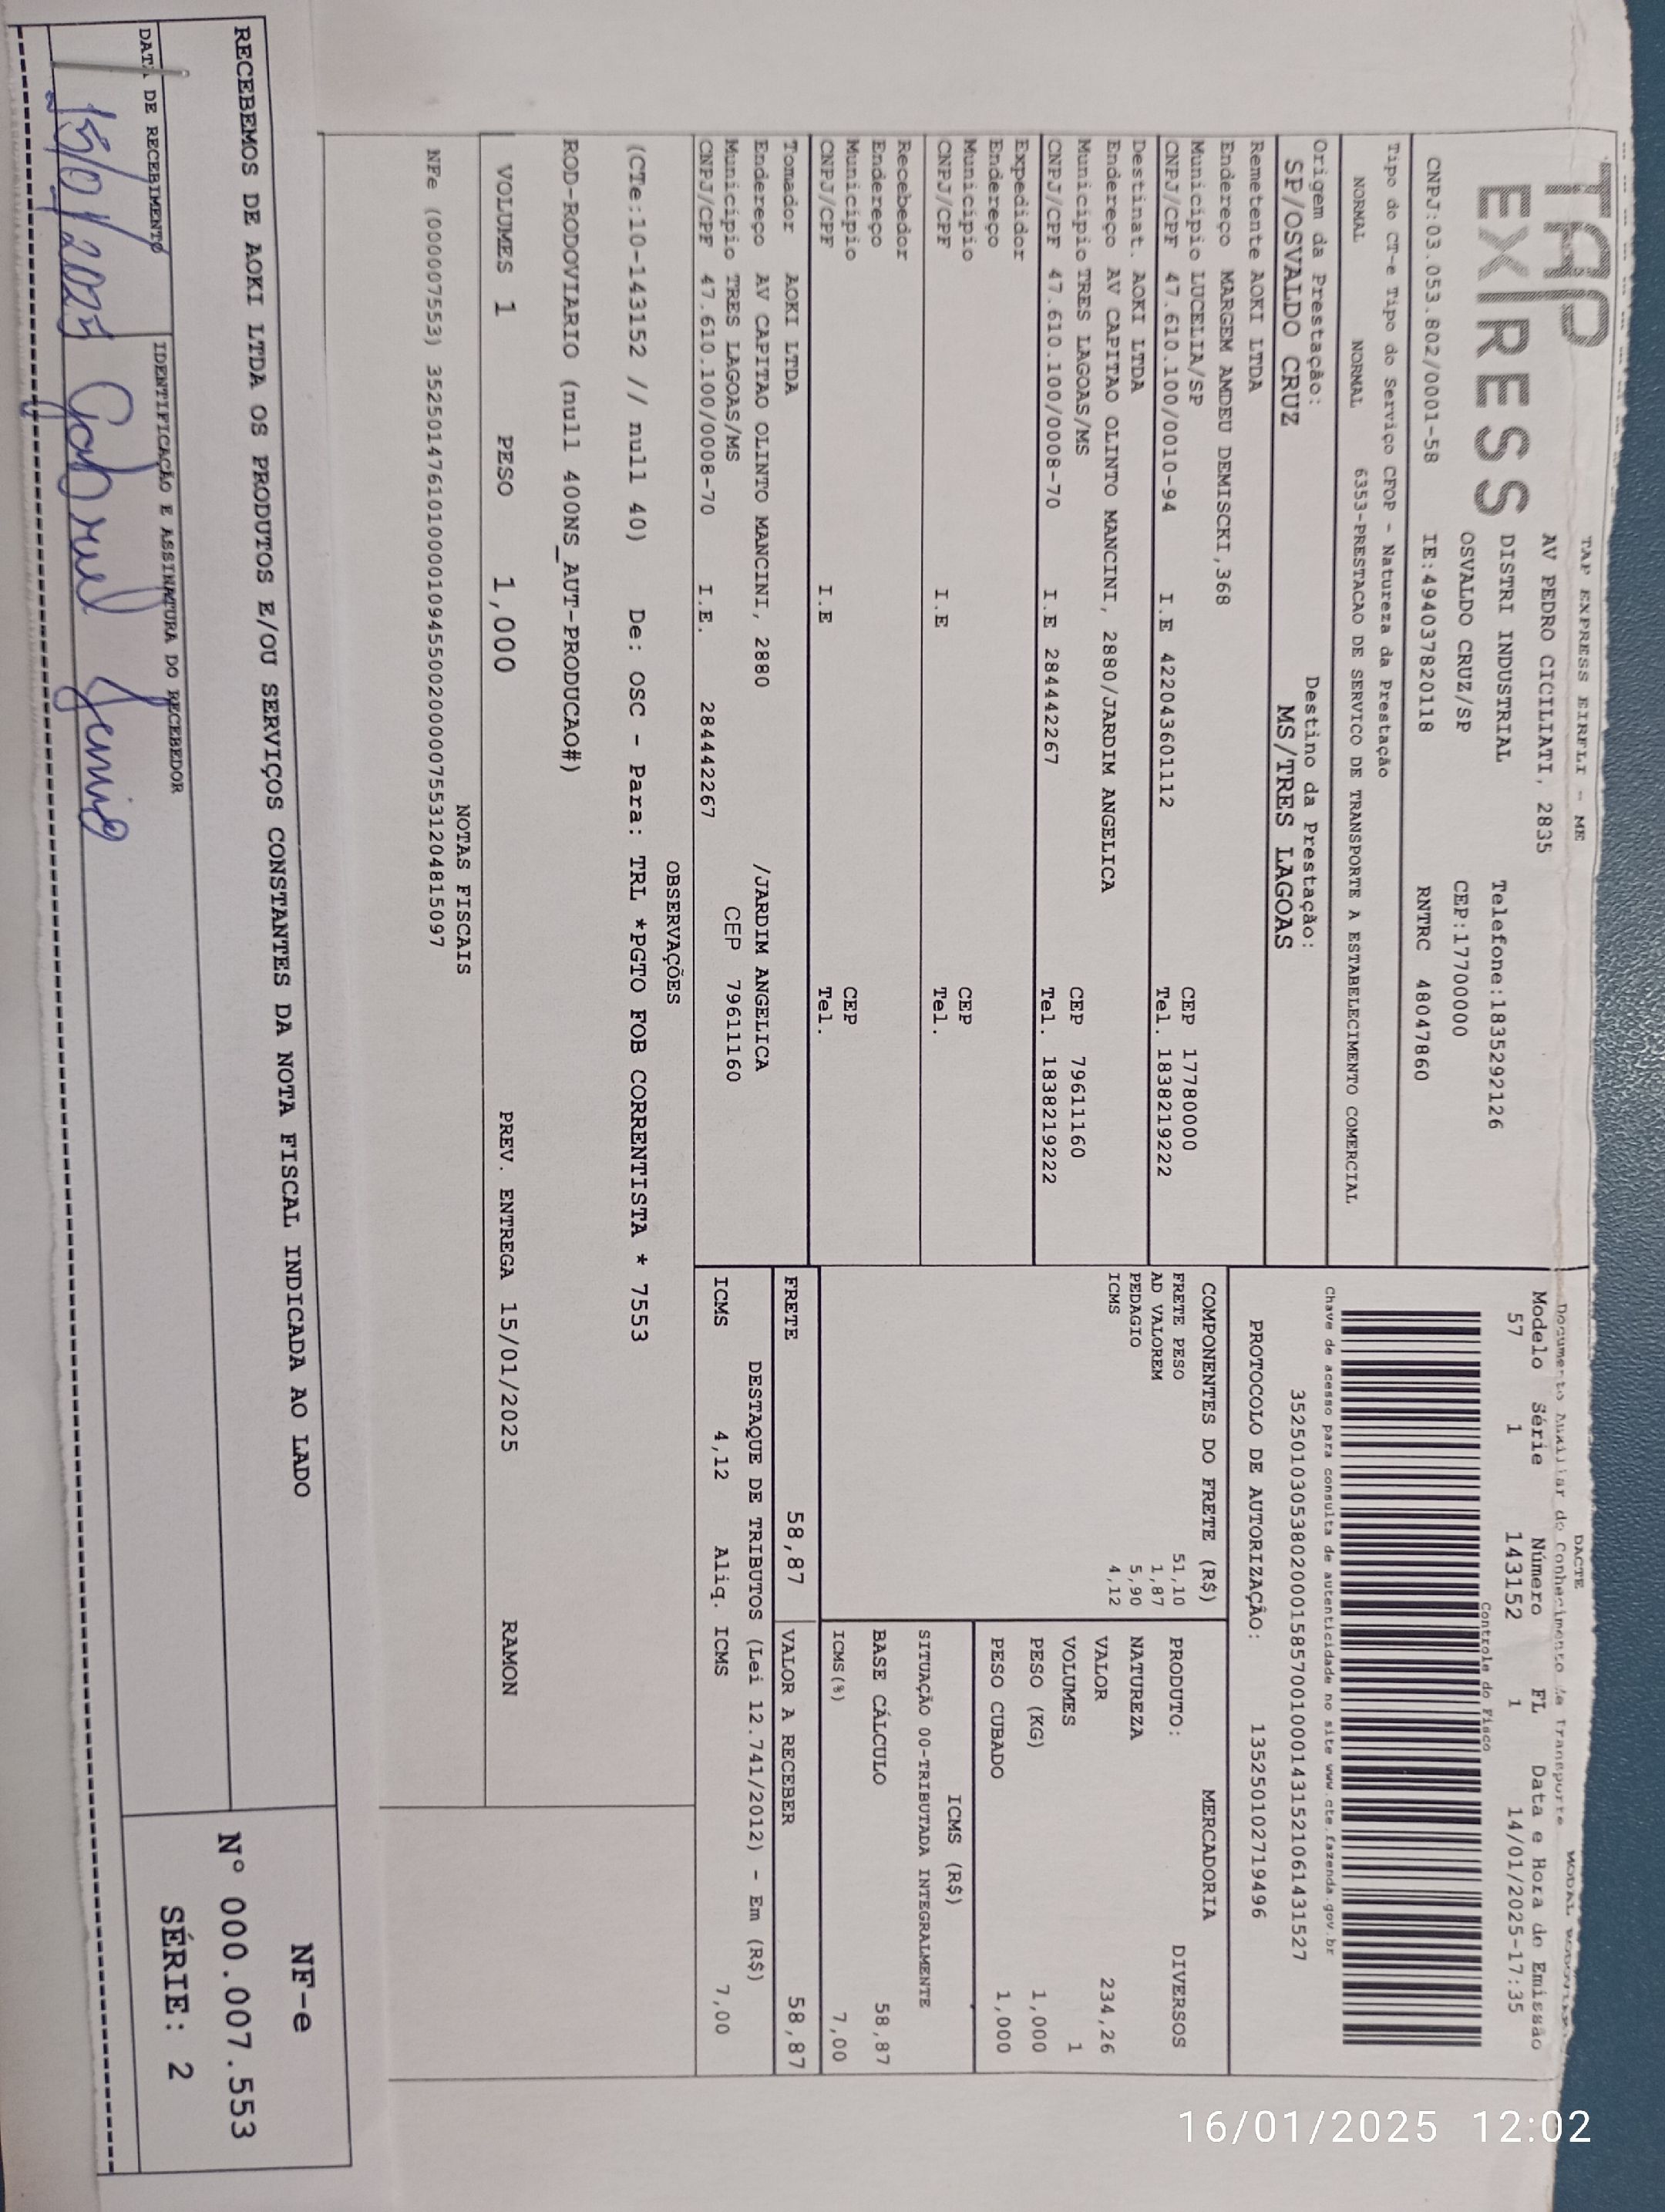 TAP
EXPRESS
TAP EXPRESS EIRELI - ME
AV PEDRO CICILIATI, 2835
DISTRI INDUSTRIAL Telefone:1835292126
OSVALDO CRUZ/SP CEP:17700000
CNPJ:03.053.802/0001-58 IE:494037820118 RNTRC 48047860
Tipo do CT-e Tipo do Serviço CFOP - Natureza da Prestação
NORMAL NORMAL 6353-PRESTACAO DE SERVICO DE TRANSPORTE A ESTABELECIMENTO COMERCIAL
Origem da Prestação: Destino da Prestação:
SP/OSVALDO CRUZ MS/TRES LAGOAS
Remetente AOKI LTDA
Endereço MARGEM AMDEU DEMISCKI,368
Município LUCELIA/SP CEP 17780000
CNPJ/CPF 47.610.100/0010-94 I.E 422043601112 Tel. 1838219222
Destinat. AOKI LTDA
Endereço AV CAPITAO OLINTO MANCINI, 2880/JARDIM ANGELICA
Município TRES LAGOAS/MS CEP 79611160
CNPJ/CPF 47.610.100/0008-70 I.E 284442267 Tel. 1838219222
Expedidor
Endereço
Município CEP
CNPJ/CPF I.E Tel.
Recebedor
Endereço
Município CEP
CNPJ/CPF I.E Tel.
Tomador AOKI LTDA
Endereço AV CAPITAO OLINTO MANCINI, 2880 /JARDIM ANGELICA
Município TRES LAGOAS/MS CEP 79611160
CNPJ/CPF 47.610.100/0008-70 I.E. 284442267
DACTE
Documento Auxiliar do Conhecimento de Transporte MODAL
Modelo Série Número FL Data e Hora de Emissão
57 1 143152 1 14/01/2025-17:35
Controle do Fisco
Chave de acesso para consulta de autenticidade no site www.cte.fazenda.gov.br
35250103053802000158570010001431521061431527
PROTOCOLO DE AUTORIZAÇÃO: 135250102719496
COMPONENTES DO FRETE (R$)
FRETE PESO 51,10
AD VALOREM 1,87
PEDAGIO 5,90
ICMS 4,12
MERCADORIA
PRODUTO: DIVERSOS
NATUREZA
VALOR 234,26
VOLUMES 1
PESO (KG) 1,000
PESO CUBADO 1,000
ICMS (R$)
SITUAÇÃO 00-TRIBUTADA INTEGRALMENTE
BASE CÁLCULO 58,87
ICMS(%) 7,00
FRETE 58,87 VALOR A RECEBER 58,87
DESTAQUE DE TRIBUTOS (Lei 12.741/2012) - Em (R$)
ICMS 4,12 Aliq. ICMS 7,00
OBSERVAÇÕES
(CTe:10-143152 // null 40) De: OSC - Para: TRL *PGTO FOB CORRENTISTA * 7553
ROD-RODOVIARIO (null 400NS_AUT-PRODUCAO#)
VOLUMES 1 PESO 1,000 PREV. ENTREGA 15/01/2025 RAMON
NOTAS FISCAIS
NFe (000007553) 35250147610100001094550020000075531204815097
RECEBEMOS DE AOKI LTDA OS PRODUTOS E/OU SERVIÇOS CONSTANTES DA NOTA FISCAL INDICADA AO LADO
DATA DE RECEBIMENTO IDENTIFICAÇÃO E ASSINATURA DO RECEBEDOR
Gabriel
NF-e
N° 000.007.553
SÉRIE: 2
16/01/2025 12:02